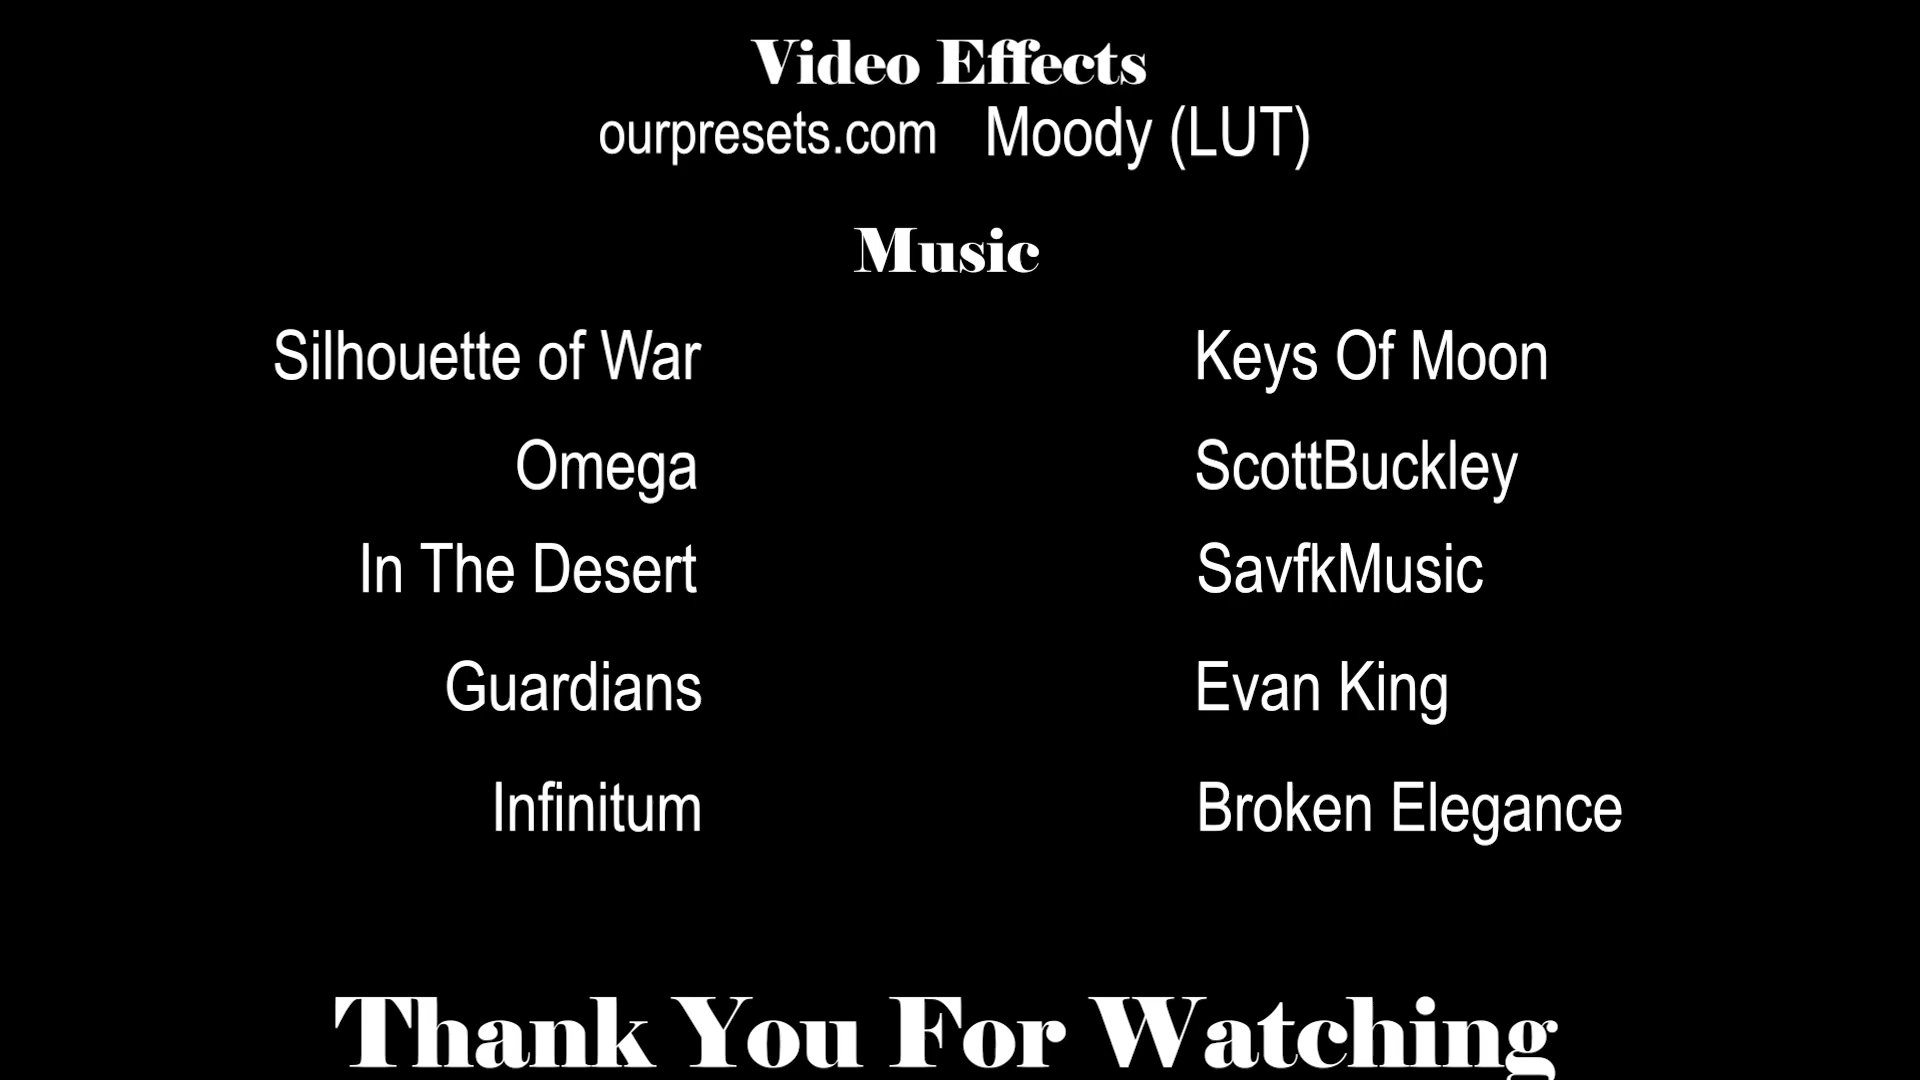 Video Effects
ourpresets.com Moody (LUT)
Music
Silhouette of War Keys Of Moon
Omega ScottBuckley
In The Desert SavfkMusic
Guardians Evan King
Infinitum Broken Elegance
Thank You For Watching